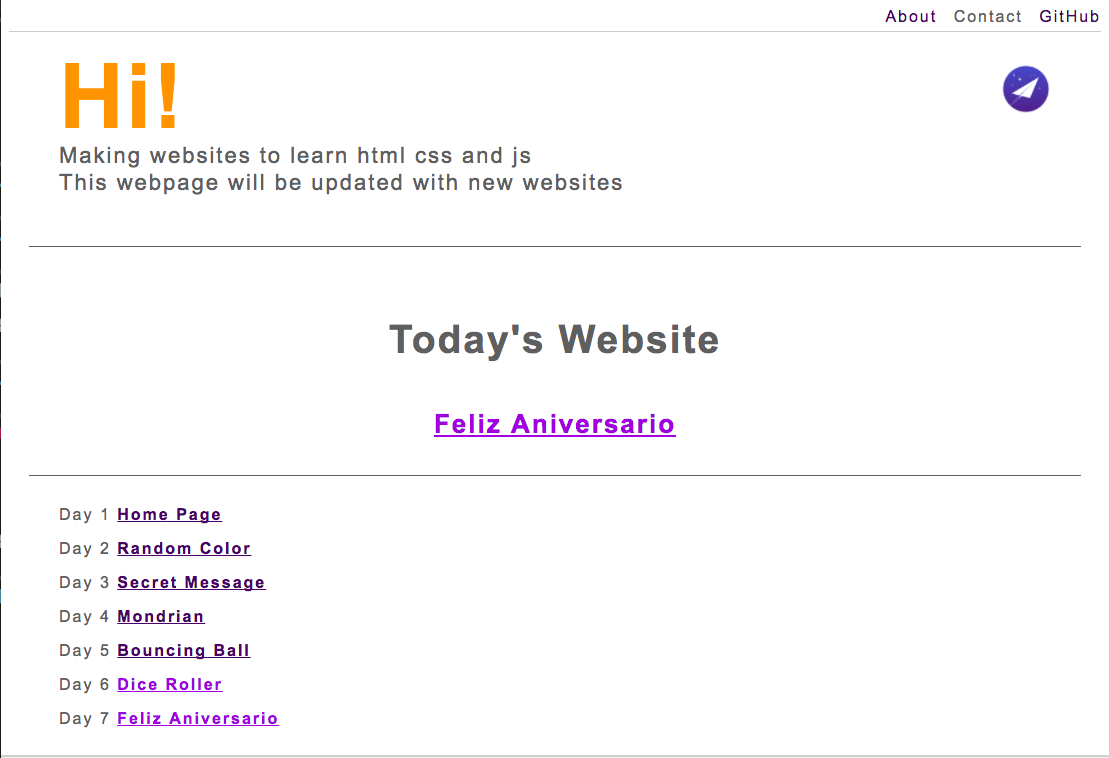 About Contact GitHub
Hi!
Making websites to learn html css and js
This webpage will be updated with new websites
Today's Website
Feliz Aniversario
Day 1 Home Page
Day 2 Random Color
Day 3 Secret Message
Day 4 Mondrian
Day 5 Bouncing Ball
Day 6 Dice Roller
Day 7 Feliz Aniversario